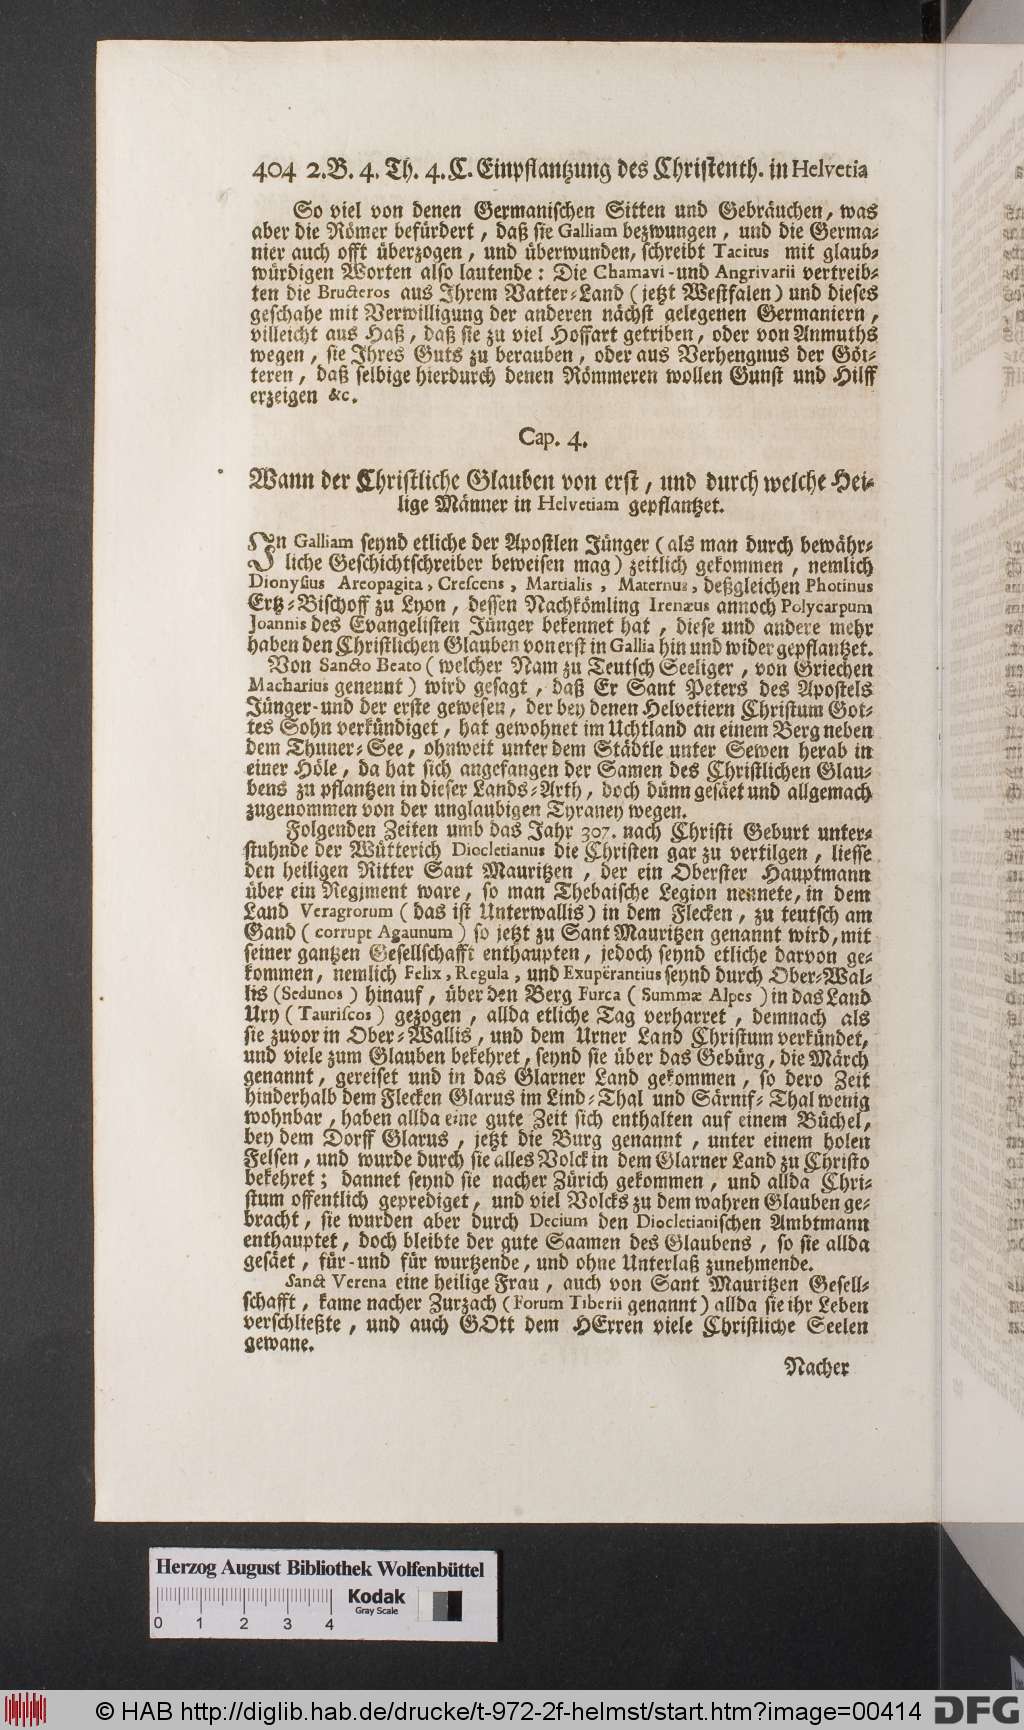 404 2. B. 4. Th. 4. C. Einpflantzung des Christenth. in Helvetia
So viel von denen Germanischen Sitten und Gebräuchen, was
aber die Römer befürdert, daß sie Galliam bezwungen, und die Germa-
nier auch offt überzogen, und überwunden, schreibt Tacitus mit glaub-
würdigen Worten also lautende: Die Chamavi- und Angrivarii vertreib-
ten die Bructeros aus Ihrem Vatter-Land (jetzt Westfalen) und dieses
geschahe mit Verwilligung der anderen nächst gelegenen Germaniern,
villeicht aus Haß, daß sie zu viel Hoffart getriben, oder von Anmuths
wegen, sie Ihres Guts zu berauben, oder aus Verhengnus der Göt-
teren, daß selbige hierdurch denen Römmeren wollen Gunst und Hilff
erzeigen &c.
Cap. 4.
Wann der Christliche Glauben von erst, und durch welche Hei-
lige Männer in Helvetiam gepflantzet.
In Galliam seynd etliche der Apostlen Jünger (als man durch bewähr-
liche Geschichtschreiber beweisen mag) zeitlich gekommen, nemlich
Dionysius Areopagita, Crescens, Martialis, Maternus, deßgleichen Photinus
Ertz-Bischoff zu Lyon, dessen Nachkömling Irenæus annoch Polycarpum
Joannis des Evangelisten Jünger bekennet hat, diese und andere mehr
haben den Christlichen Glauben von erst in Gallia hin und wider gepflantzet.
Von Sancto Beato (welcher Nam zu Teutsch Seeliger, von Griechen
Macharius genennt) wird gesagt, daß Er Sant Peters des Apostels
Jünger- und der erste gewesen, der bey denen Helvetiern Christum Got-
tes Sohn verkündiget, hat gewohnet im Uchtland an einem Berg neben
dem Thuner-See, ohnweit unter dem Städtle unter Sewen herab in
einer Höle, da hat sich angefangen der Samen des Christlichen Glau-
bens zu pflantzen in dieser Lands-Arth, doch dünn gesäet und allgemach
zugenommen von der unglaubigen Tyraney wegen.
Folgenden Zeiten umb das Jahr 307. nach Christi Geburt unter-
stuhnde der Wütterich Diocletianus die Christen gar zu vertilgen, liesse
den heiligen Ritter Sant Mauritzen, der ein Oberster Hauptmann
über ein Regiment ware, so man Thebaische Legion nennete, in dem
Land Veragrorum (das ist Unterwallis) in dem Flecken, zu teutsch am
Gand (corrupt Agaunum) so jetzt zu Sant Mauritzen genannt wird, mit
seiner gantzen Gesellschafft enthaupten, jedoch seynd etliche darvon ge-
kommen, nemlich Felix, Regula, und Exuperantius seynd durch Ober-Wal-
lis (Sedunos) hinauf, über den Berg Furca (Summæ Alpes) in das Land
Ury (Tauriscos) gezogen, allda etliche Tag verharret, demnach als
sie zuvor in Ober-Wallis, und dem Urner Land Christum verkündet,
und viele zum Glauben bekehret, seynd sie über das Gebürg, die Märch
genannt, gereiset und in das Glarner Land gekommen, so dero Zeit
hinderhalb dem Flecken Glarus im Lind-Thal und Särnif-Thal wenig
wohnbar, haben allda eine gute Zeit sich enthalten auf einem Büchel,
bey dem Dorff Glarus, jetzt die Burg genannt, unter einem holen
Felsen, und wurde durch sie alles Volck in dem Glarner Land zu Christo
bekehret; dannet seynd sie nacher Zürich gekommen, und allda Chri-
stum offentlich geprediget, und viel Volcks zu dem wahren Glauben ge-
bracht, sie wurden aber durch Decium den Diocletianischen Ambtmann
enthauptet, doch bleibte der gute Saamen des Glaubens, so sie allda
gesäet, für- und für wurtzende, und ohne Unterlaß zunehmende.
Sanct Verena eine heilige Frau, auch von Sant Mauritzen Gesell-
schafft, kame nacher Zurzach (Forum Tiberii genannt) allda sie ihr Leben
verschließte, und auch GOtt dem HErren viele Christliche Seelen
gewane.
Nacher
Herzog August Bibliothek Wolfenbüttel
Kodak
Gray Scale
0 1 2 3 4
© HAB http://diglib.hab.de/drucke/t-972-2f-helmst/start.htm?image=00414 DFG